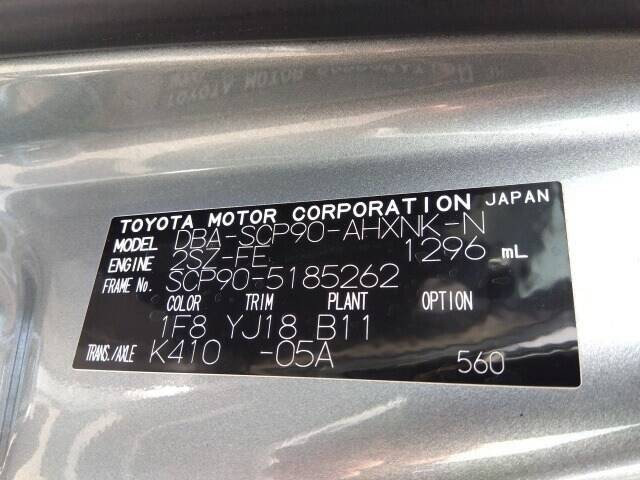 TOYOTA MOTOR CORPORATION JAPAN
MODEL DBA-SCP90-AHXNK-N
ENGINE 2SZ-FE 1296 mL
FRAME No. SCP90-5185262
COLOR TRIM PLANT OPTION
1F8 YJ18 B11
TRANS./AXLE K410 -05A 560